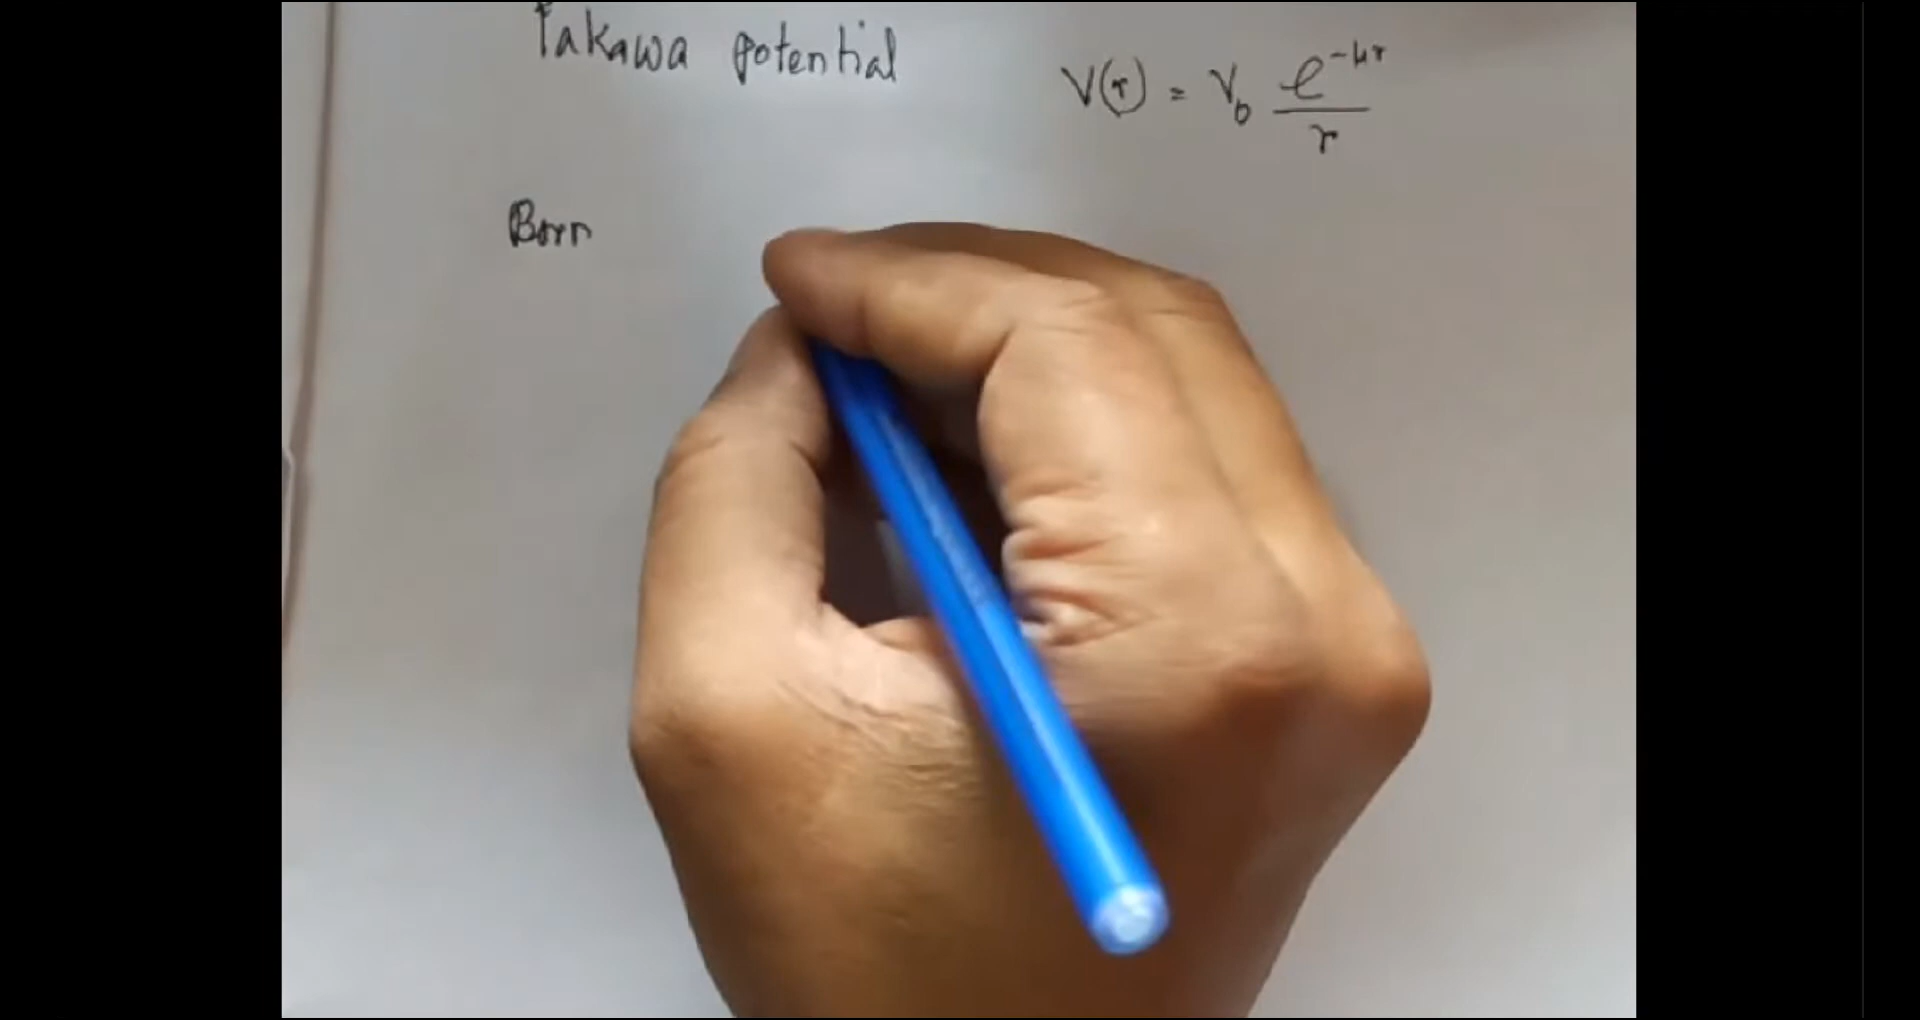 Yakawa potential
V(r) = V₀ e^{-μr} / r
Born